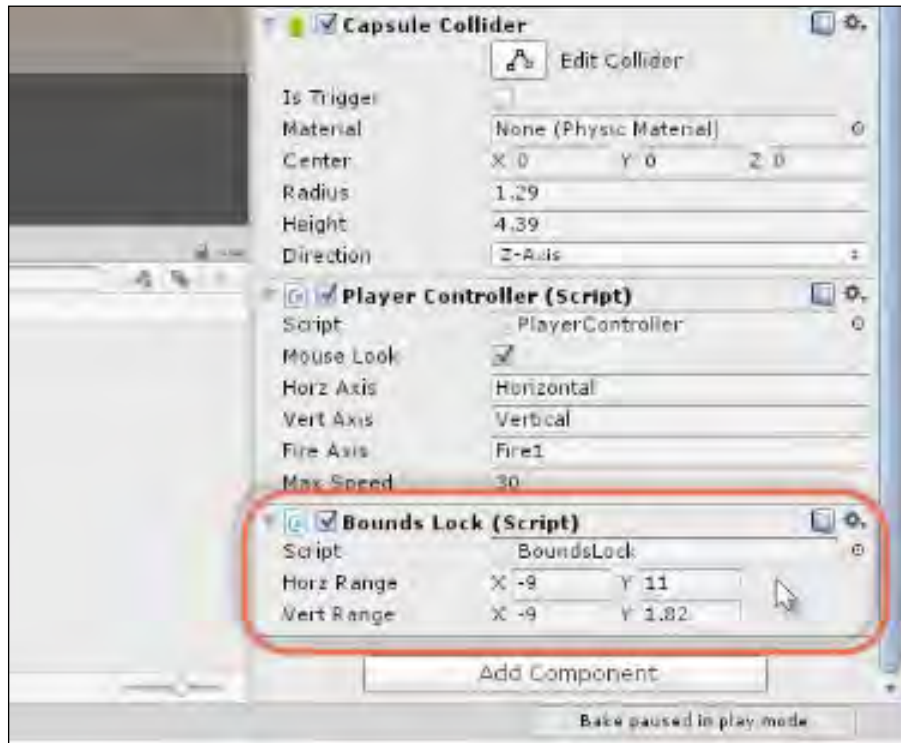 Capsule Collider
Edit Collider
Is Trigger
Material None (Physic Material)
Center X 0 Y 0 Z 0
Radius 1.29
Height 4.39
Direction Z-Axis
Player Controller (Script)
Script PlayerController
Mouse Look
Horz Axis Horizontal
Vert Axis Vertical
Fire Axis Fire1
Max Speed 30
Bounds Lock (Script)
Script BoundsLock
Horz Range X -9 Y 11
Vert Range X -9 Y 1.82
Add Component
Bake paused in play mode